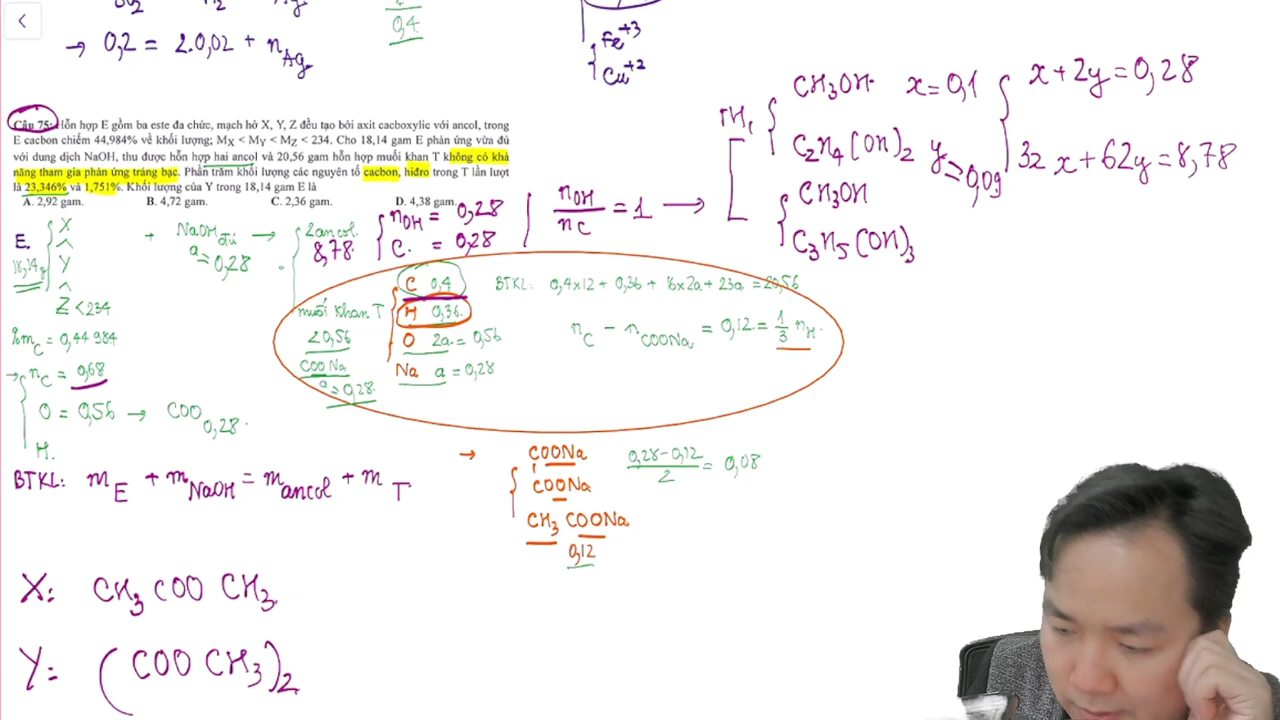 → 0,2 = 2.0,02 + nAg
0,4
Fe+3
Cu+2
Câu 75: Hỗn hợp E gồm ba este đa chức, mạch hở X, Y, Z đều tạo bởi axit cacboxylic với ancol, trong
E cacbon chiếm 44,984% về khối lượng; MX < MY < MZ < 234. Cho 18,14 gam E phản ứng vừa đủ
với dung dịch NaOH, thu được hỗn hợp hai ancol và 20,56 gam hỗn hợp muối khan T không có khả
năng tham gia phản ứng tráng bạc. Phần trăm khối lượng các nguyên tố cacbon, hiđro trong T lần lượt
là 23,346% và 1,751%. Khối lượng của Y trong 18,14 gam E là
A. 2,92 gam. B. 4,72 gam. C. 2,36 gam. D. 4,38 gam.
TH1 CH3OH x = 0,1 x + 2y = 0,28
C2H4(OH)2 y = 0,09 32x + 62y = 8,78
CH3OH
C3H5(OH)3
E. 18,14g X Y Z < 234
+ NaOH đủ a = 0,28 →
2ancol. 8,78
nOH = 0,28
C. = 0,28
nOH / nC = 1 →
muối khan T
20,56
COONa
a = 0,28.
C 0,4
H 0,36.
O 2a = 0,56
Na a = 0,28
BTKL: 0,4x12 + 0,36 + 16x2a + 23a = 20,56
nC - nCOONa = 0,12 = 1/3 nH.
%mC = 0,44984
→ nC = 0,68
O = 0,56 → COO 0,28.
H.
BTKL: mE + mNaOH = mancol + mT
→ COONa
COONa
(0,28-0,12)/2 = 0,08
CH3COONa
0,12
X: CH3COOCH3
Y: (COOCH3)2